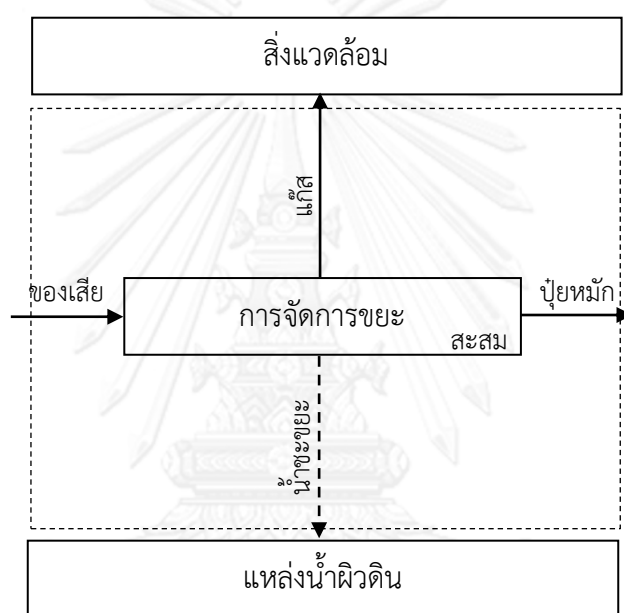 สิ่งแวดล้อม
แก๊ส
ของเสีย
การจัดการขยะ
สะสม
ปุ๋ยหมัก
น้ำชะขยะ
แหล่งน้ำผิวดิน